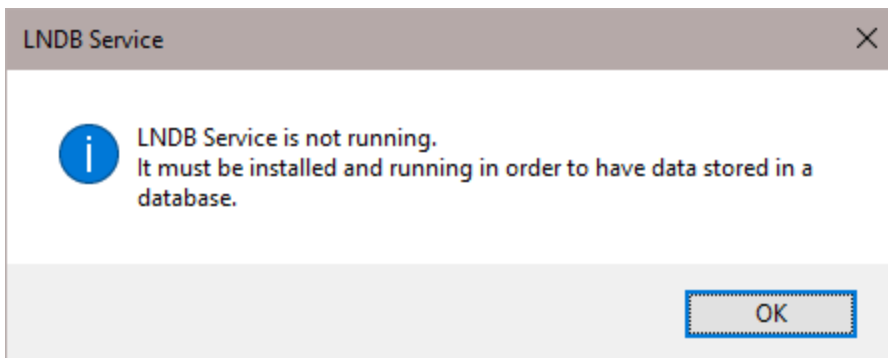 LNDB Service
LNDB Service is not running.
It must be installed and running in order to have data stored in a
database.
OK